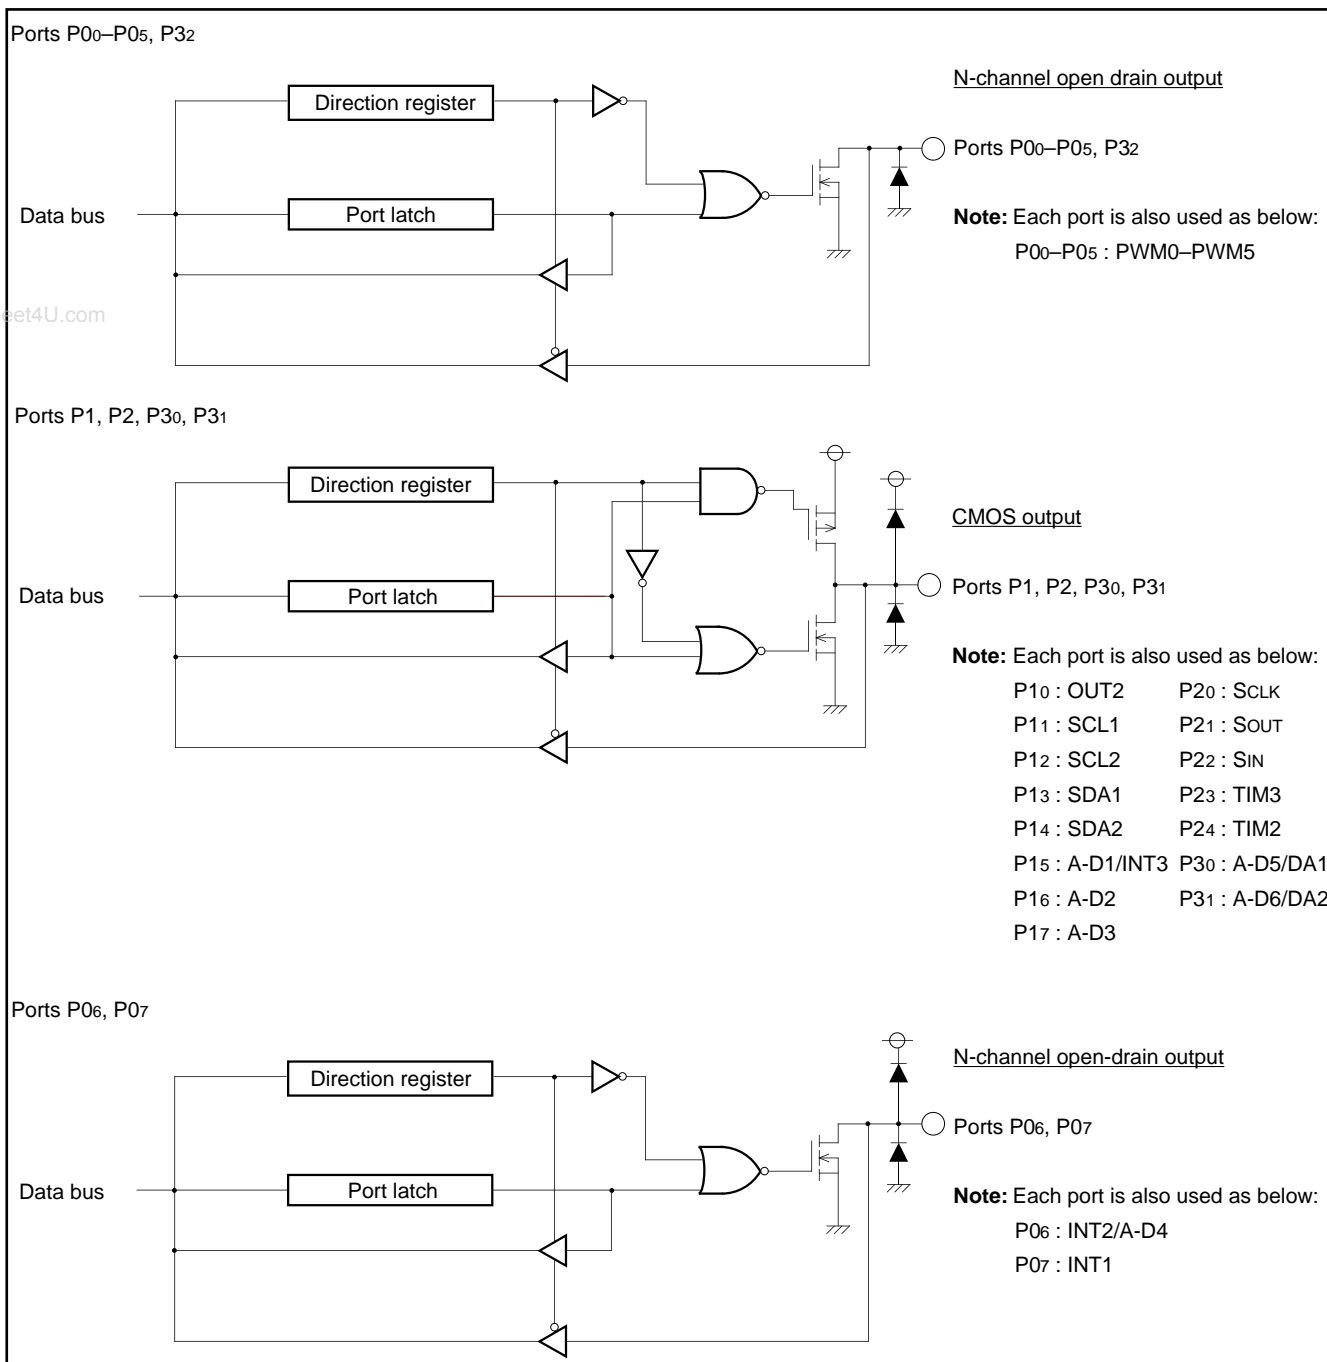 Ports P00–P05, P32
N-channel open drain output
Direction register
Ports P00–P05, P32
Data bus
Port latch
Note: Each port is also used as below:
P00–P05 : PWM0–PWM5
eet4U.com
Ports P1, P2, P30, P31
Direction register
CMOS output
Data bus
Port latch
Ports P1, P2, P30, P31
Note: Each port is also used as below:
P10 : OUT2 P20 : SCLK
P11 : SCL1 P21 : SOUT
P12 : SCL2 P22 : SIN
P13 : SDA1 P23 : TIM3
P14 : SDA2 P24 : TIM2
P15 : A-D1/INT3 P30 : A-D5/DA1
P16 : A-D2 P31 : A-D6/DA2
P17 : A-D3
Ports P06, P07
N-channel open-drain output
Direction register
Ports P06, P07
Data bus
Port latch
Note: Each port is also used as below:
P06 : INT2/A-D4
P07 : INT1